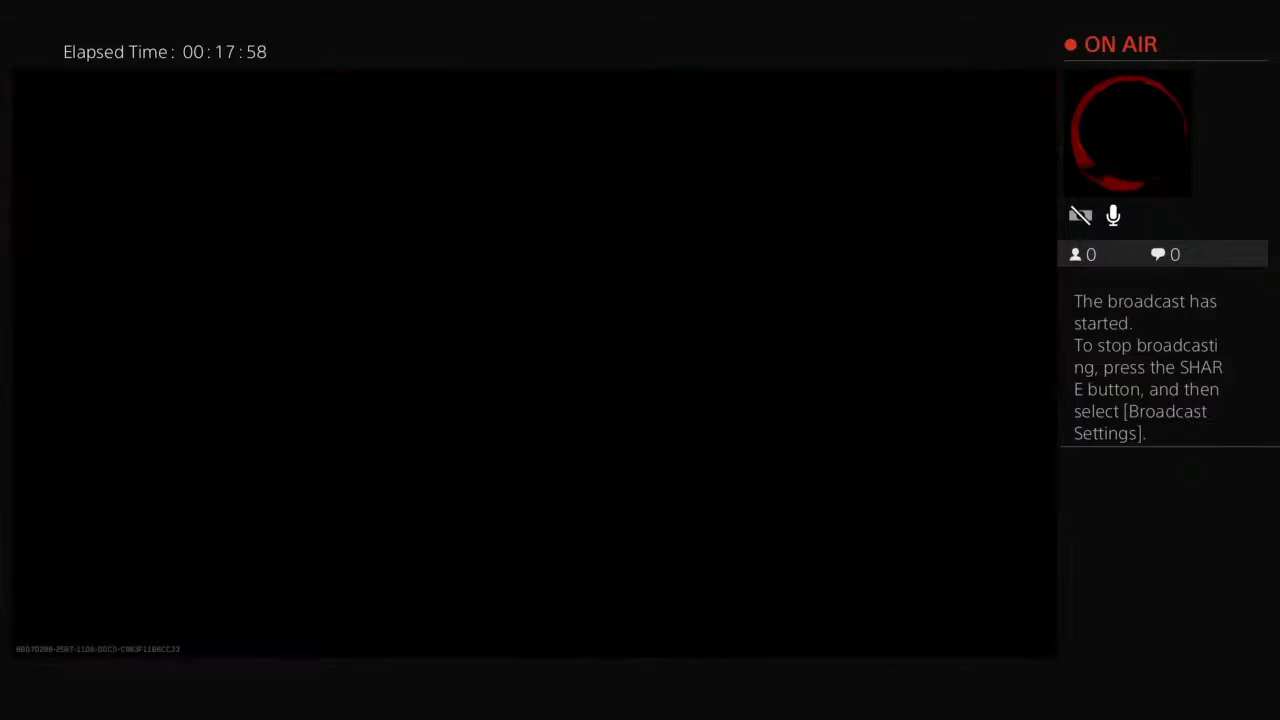 Elapsed Time: 00:17:58
ON AIR
0 0
The broadcast has
started.
To stop broadcasti
ng, press the SHAR
E button, and then
select [Broadcast
Settings].